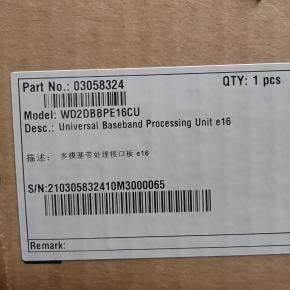 Part No.: 03058324 QTY: 1 pcs
Model: WD2DBBPE16CU
Desc.: Universal Baseband Processing Unit e16
描述: 多模基带处理接口板 e16
S/N:210305832410M3000065
Remark: